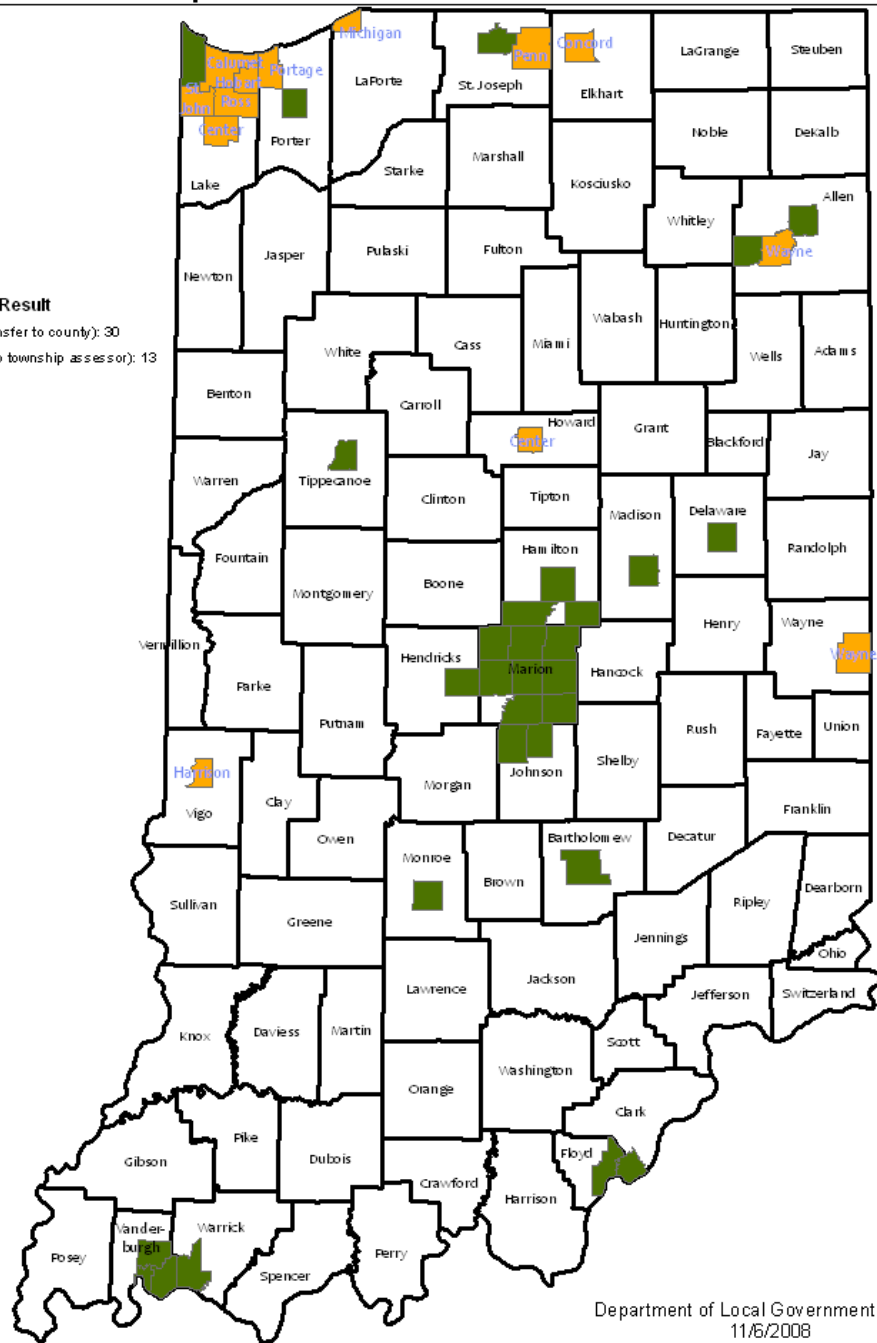 Michigan
Concord
LaGrange
Steuben
Calumet
Portage
Penn
Hobart
LaPorte
St. Joseph
Elkhart
St.
John
Ross
Center
Porter
Noble
DeKalb
Lake
Starke
Marshall
Kosciusko
Whitley
Allen
Wayne
Newton
Jasper
Pulaski
Fulton
Result
nsfer to county): 30
o township assessor): 13
White
Cass
Miami
Wabash
Huntington
Wells
Adams
Benton
Carroll
Howard
Center
Grant
Blackford
Jay
Warren
Tippecanoe
Clinton
Tipton
Madison
Delaware
Fountain
Montgomery
Boone
Hamilton
Randolph
Vermillion
Parke
Putnam
Hendricks
Marion
Hancock
Henry
Wayne
Wayne
Rush
Fayette
Union
Harrison
Vigo
Clay
Owen
Morgan
Johnson
Shelby
Franklin
Decatur
Sullivan
Greene
Monroe
Brown
Bartholomew
Jennings
Ripley
Dearborn
Ohio
Knox
Daviess
Martin
Lawrence
Jackson
Jefferson
Switzerland
Scott
Washington
Orange
Clark
Gibson
Pike
Dubois
Crawford
Floyd
Harrison
Posey
Vander-
burgh
Warrick
Spencer
Perry
Department of Local Government
11/6/2008